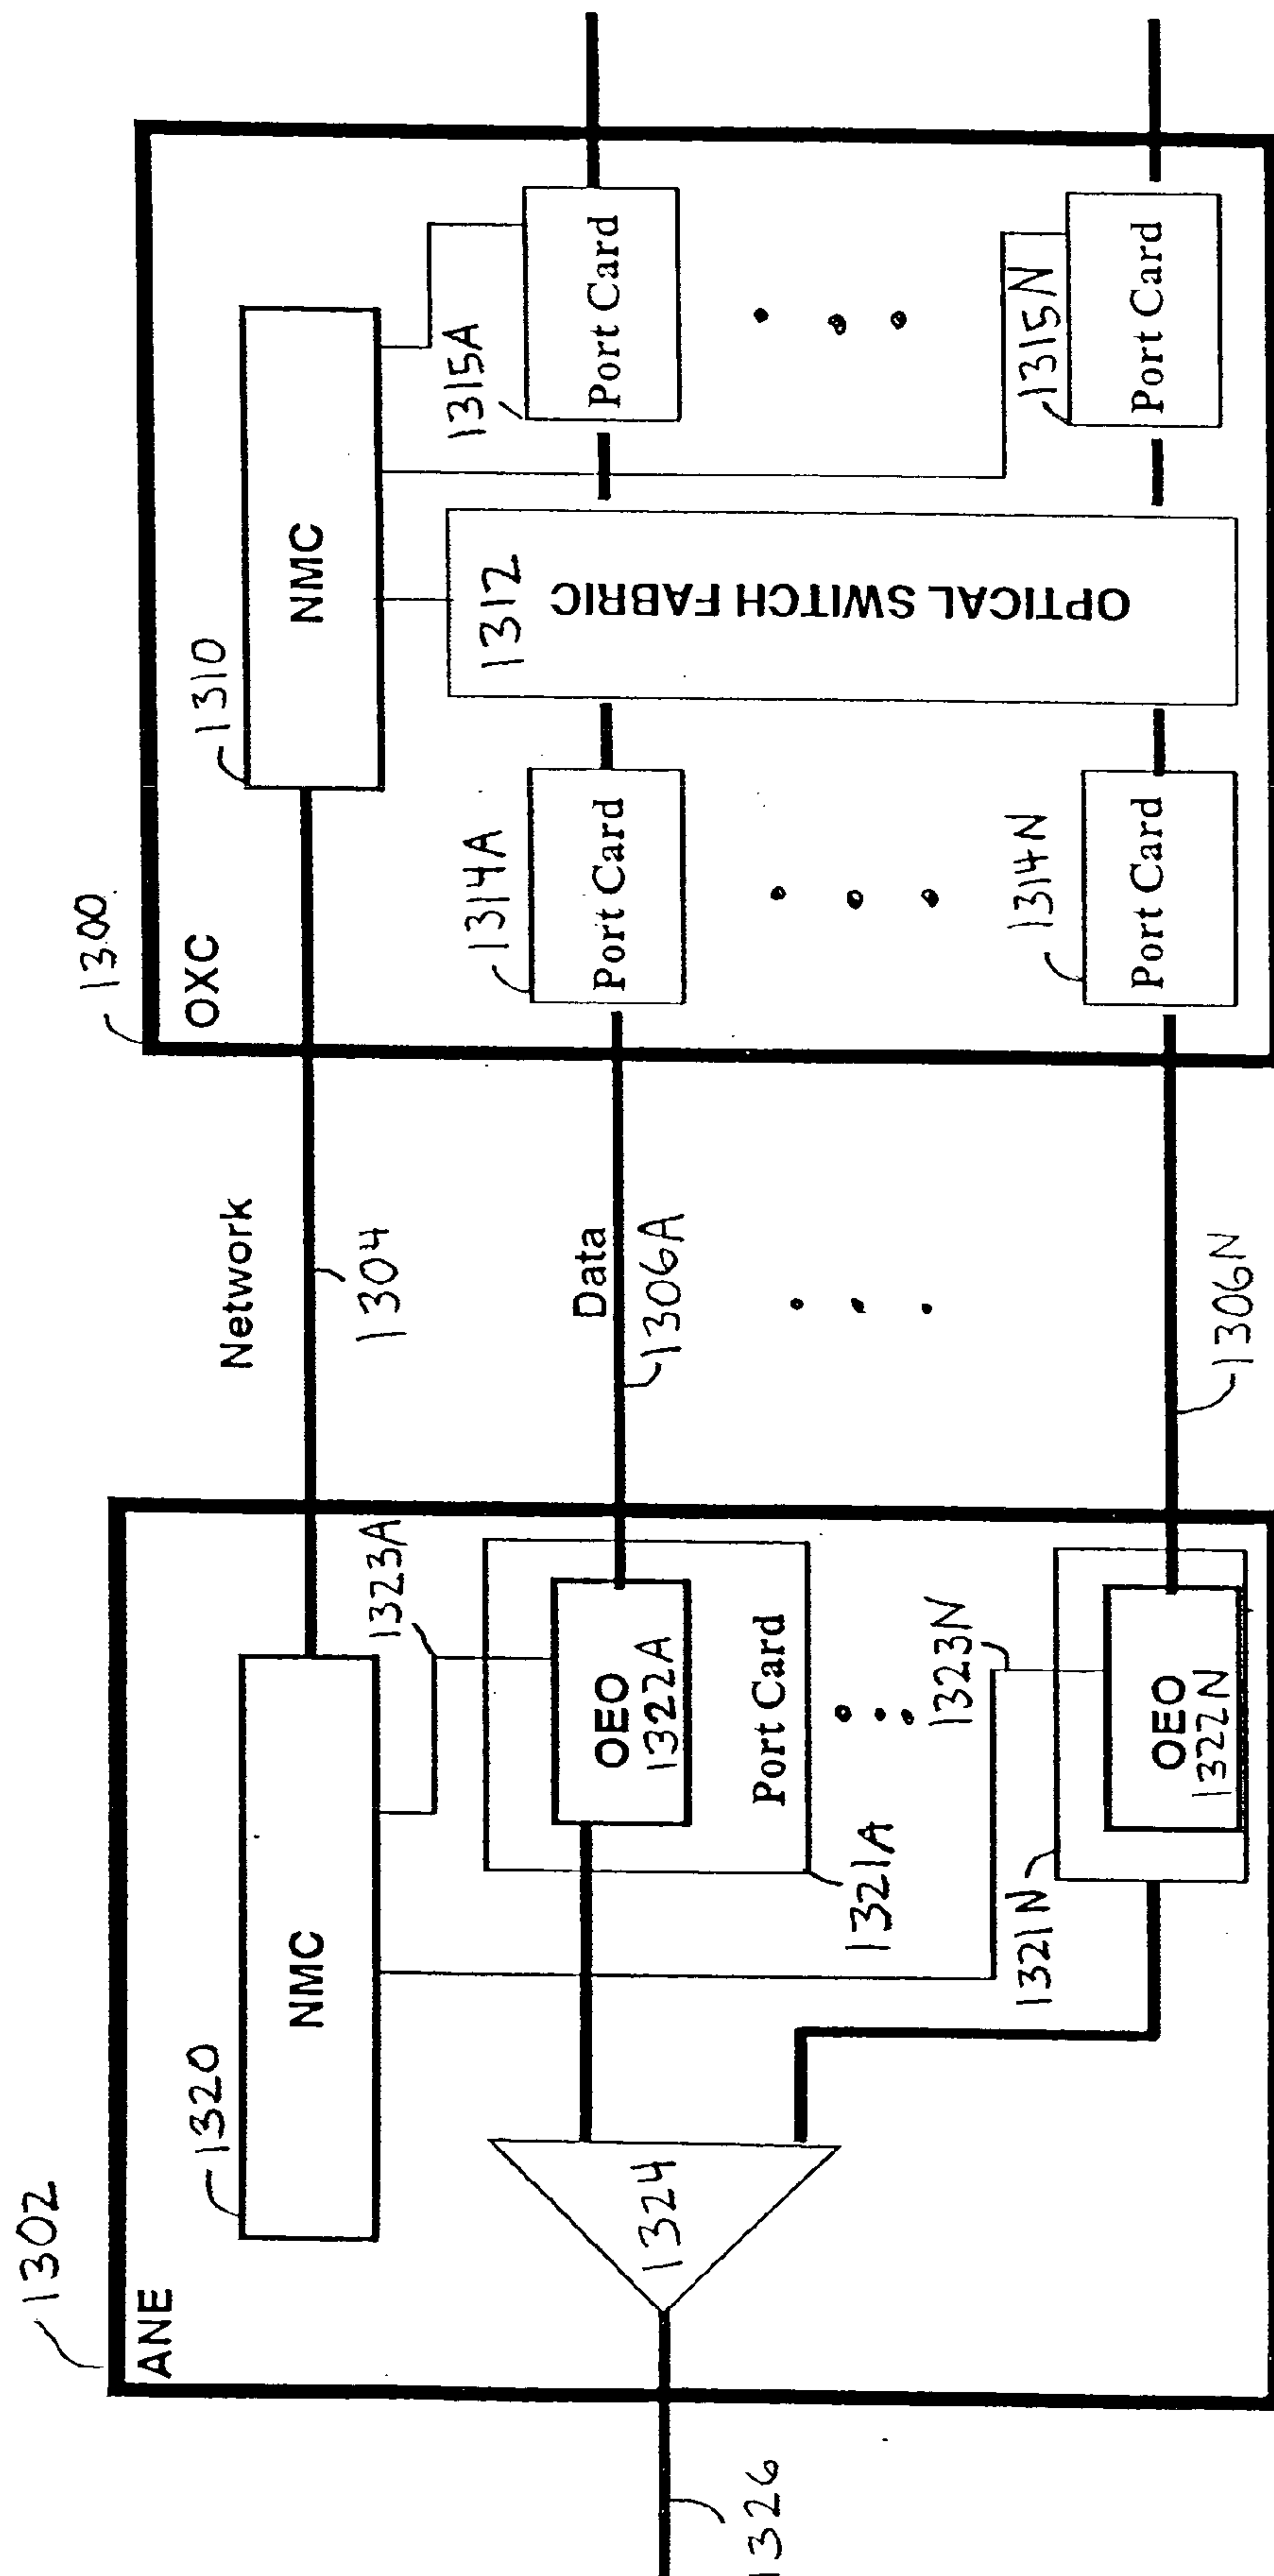 1302
ANE
1320
NMC
1323A
OEO
1322A
Port Card
1321A
1323N
OEO
1322N
1321N
1324
1326
Network
1304
Data
1306A
1306N
1300
OXC
1310
NMC
1312
OPTICAL SWITCH FABRIC
1314A
Port Card
1314N
Port Card
1315A
Port Card
1315N
Port Card